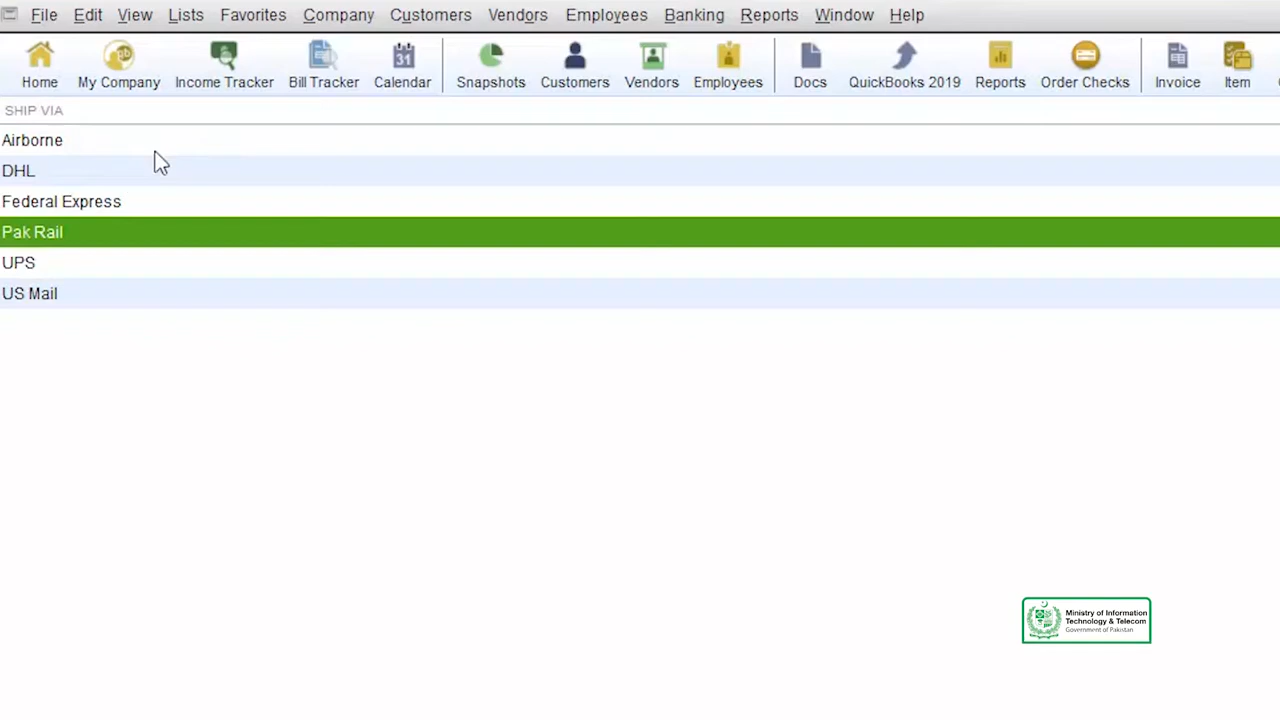 File Edit View Lists Favorites Company Customers Vendors Employees Banking Reports Window Help
31
Home My Company Income Tracker Bill Tracker Calendar Snapshots Customers Vendors Employees Docs QuickBooks 2019 Reports Order Checks Invoice Item
SHIP VIA
Airborne
DHL
Federal Express
Pak Rail
UPS
US Mail
Ministry of Information
Technology & Telecom
Government of Pakistan